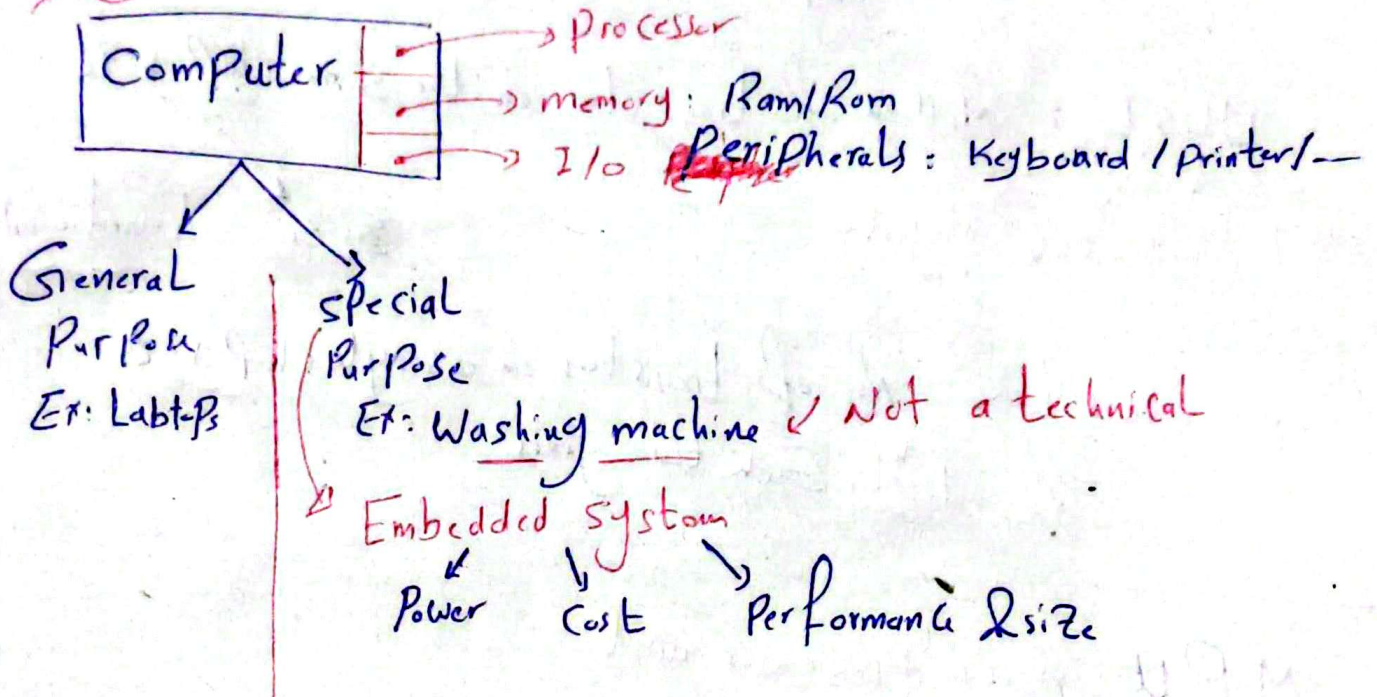 Computer
Processor
memory: Ram/Rom
I/o Peripherals: Keyboard / printer/—
General
Purpose
Ex: Labtops
special
Purpose
Ex: Washing machine
Not a technical
Embedded system
Power
Cost
Performance & size